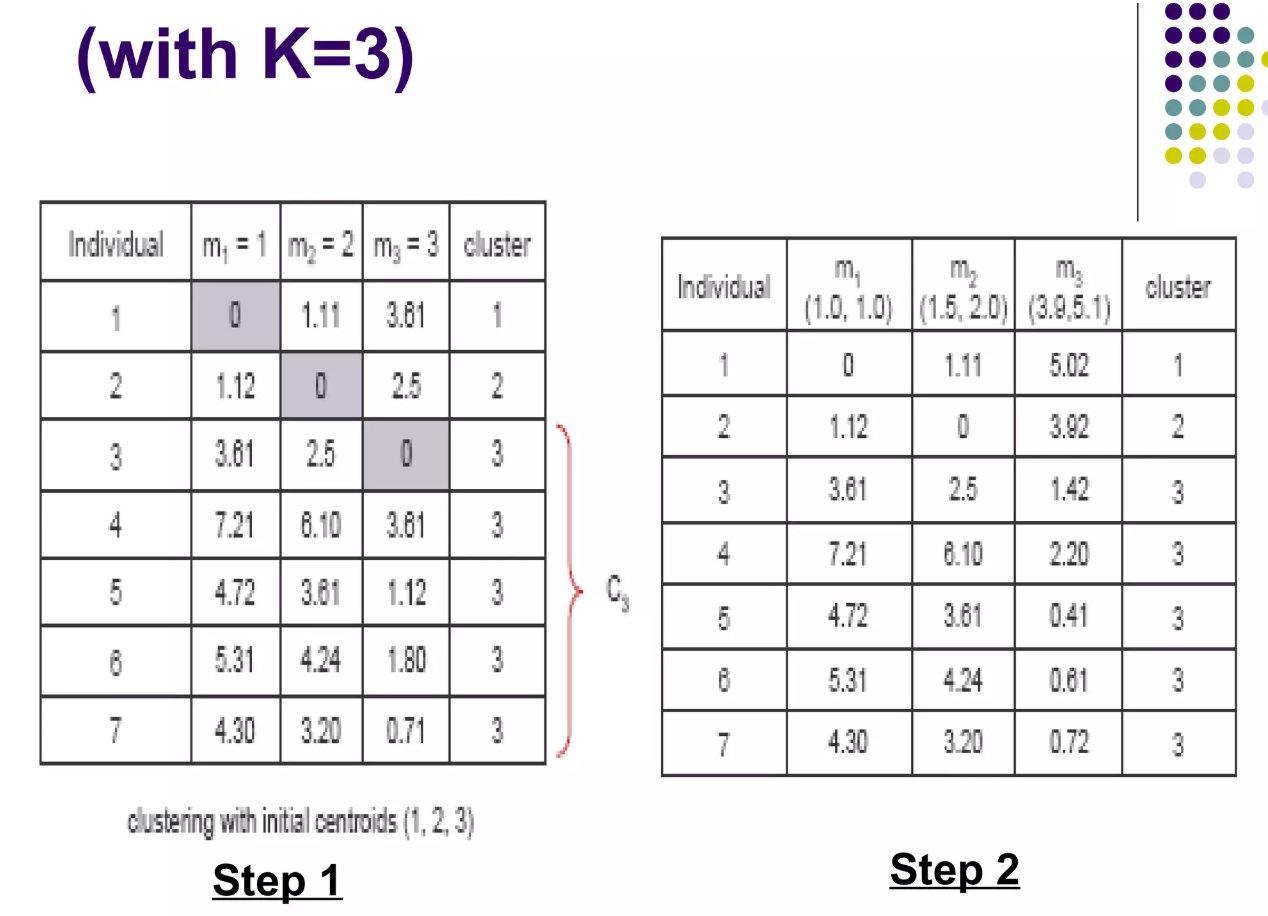 (with K=3)
Individual m₁ = 1 m₂ = 2 m₃ = 3 cluster
1 0 1.11 3.61 1
2 1.12 0 2.5 2
3 3.61 2.5 0 3
4 7.21 6.10 3.61 3
5 4.72 3.61 1.12 3
6 5.31 4.24 1.80 3
7 4.30 3.20 0.71 3
C₃
clustering with initial centroids (1, 2, 3)
Step 1
Individual m₁ (1.0, 1.0) m₂ (1.5, 2.0) m₃ (3.9,5.1) cluster
1 0 1.11 5.02 1
2 1.12 0 3.92 2
3 3.61 2.5 1.42 3
4 7.21 6.10 2.20 3
5 4.72 3.61 0.41 3
6 5.31 4.24 0.61 3
7 4.30 3.20 0.72 3
Step 2